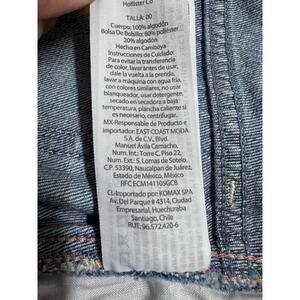 Hollister Co
TALLA: 00
Cuerpo: 100% algodón
Bolsa De Bolsillo: 80% poliéster
20% algodón
Hecho en Camboya
Instrucciones de Cuidado:
Para evitar la transferencia
de color, lavar antes de usar,
dale la vuelta a la prenda,
lavar a máquina con agua fría,
con colores similares, no usar
blanqueador, usar detergente,
secado en secadora a baja
temperatura, plancha caliente si
es necesario, centrifugar.
MX-Responsable de Producto e
Importador: EAST COAST MODA
S.A. de C.V., Blvd.
Manuel Ávila Camacho,
Num. Int.: Torre C, Piso 22,
Num. Ext.: 5, Lomas de Sotelo,
C.P. 53390, Naucalpan de Juárez,
Estado de México, México
RFC ECM141105GC8
CL-Importado por: KOMAX SPA
Av. Del Parque # 4314, Ciudad
Empresarial, Huechuraba
Santiago, Chile
RUT: 96.572.420-6